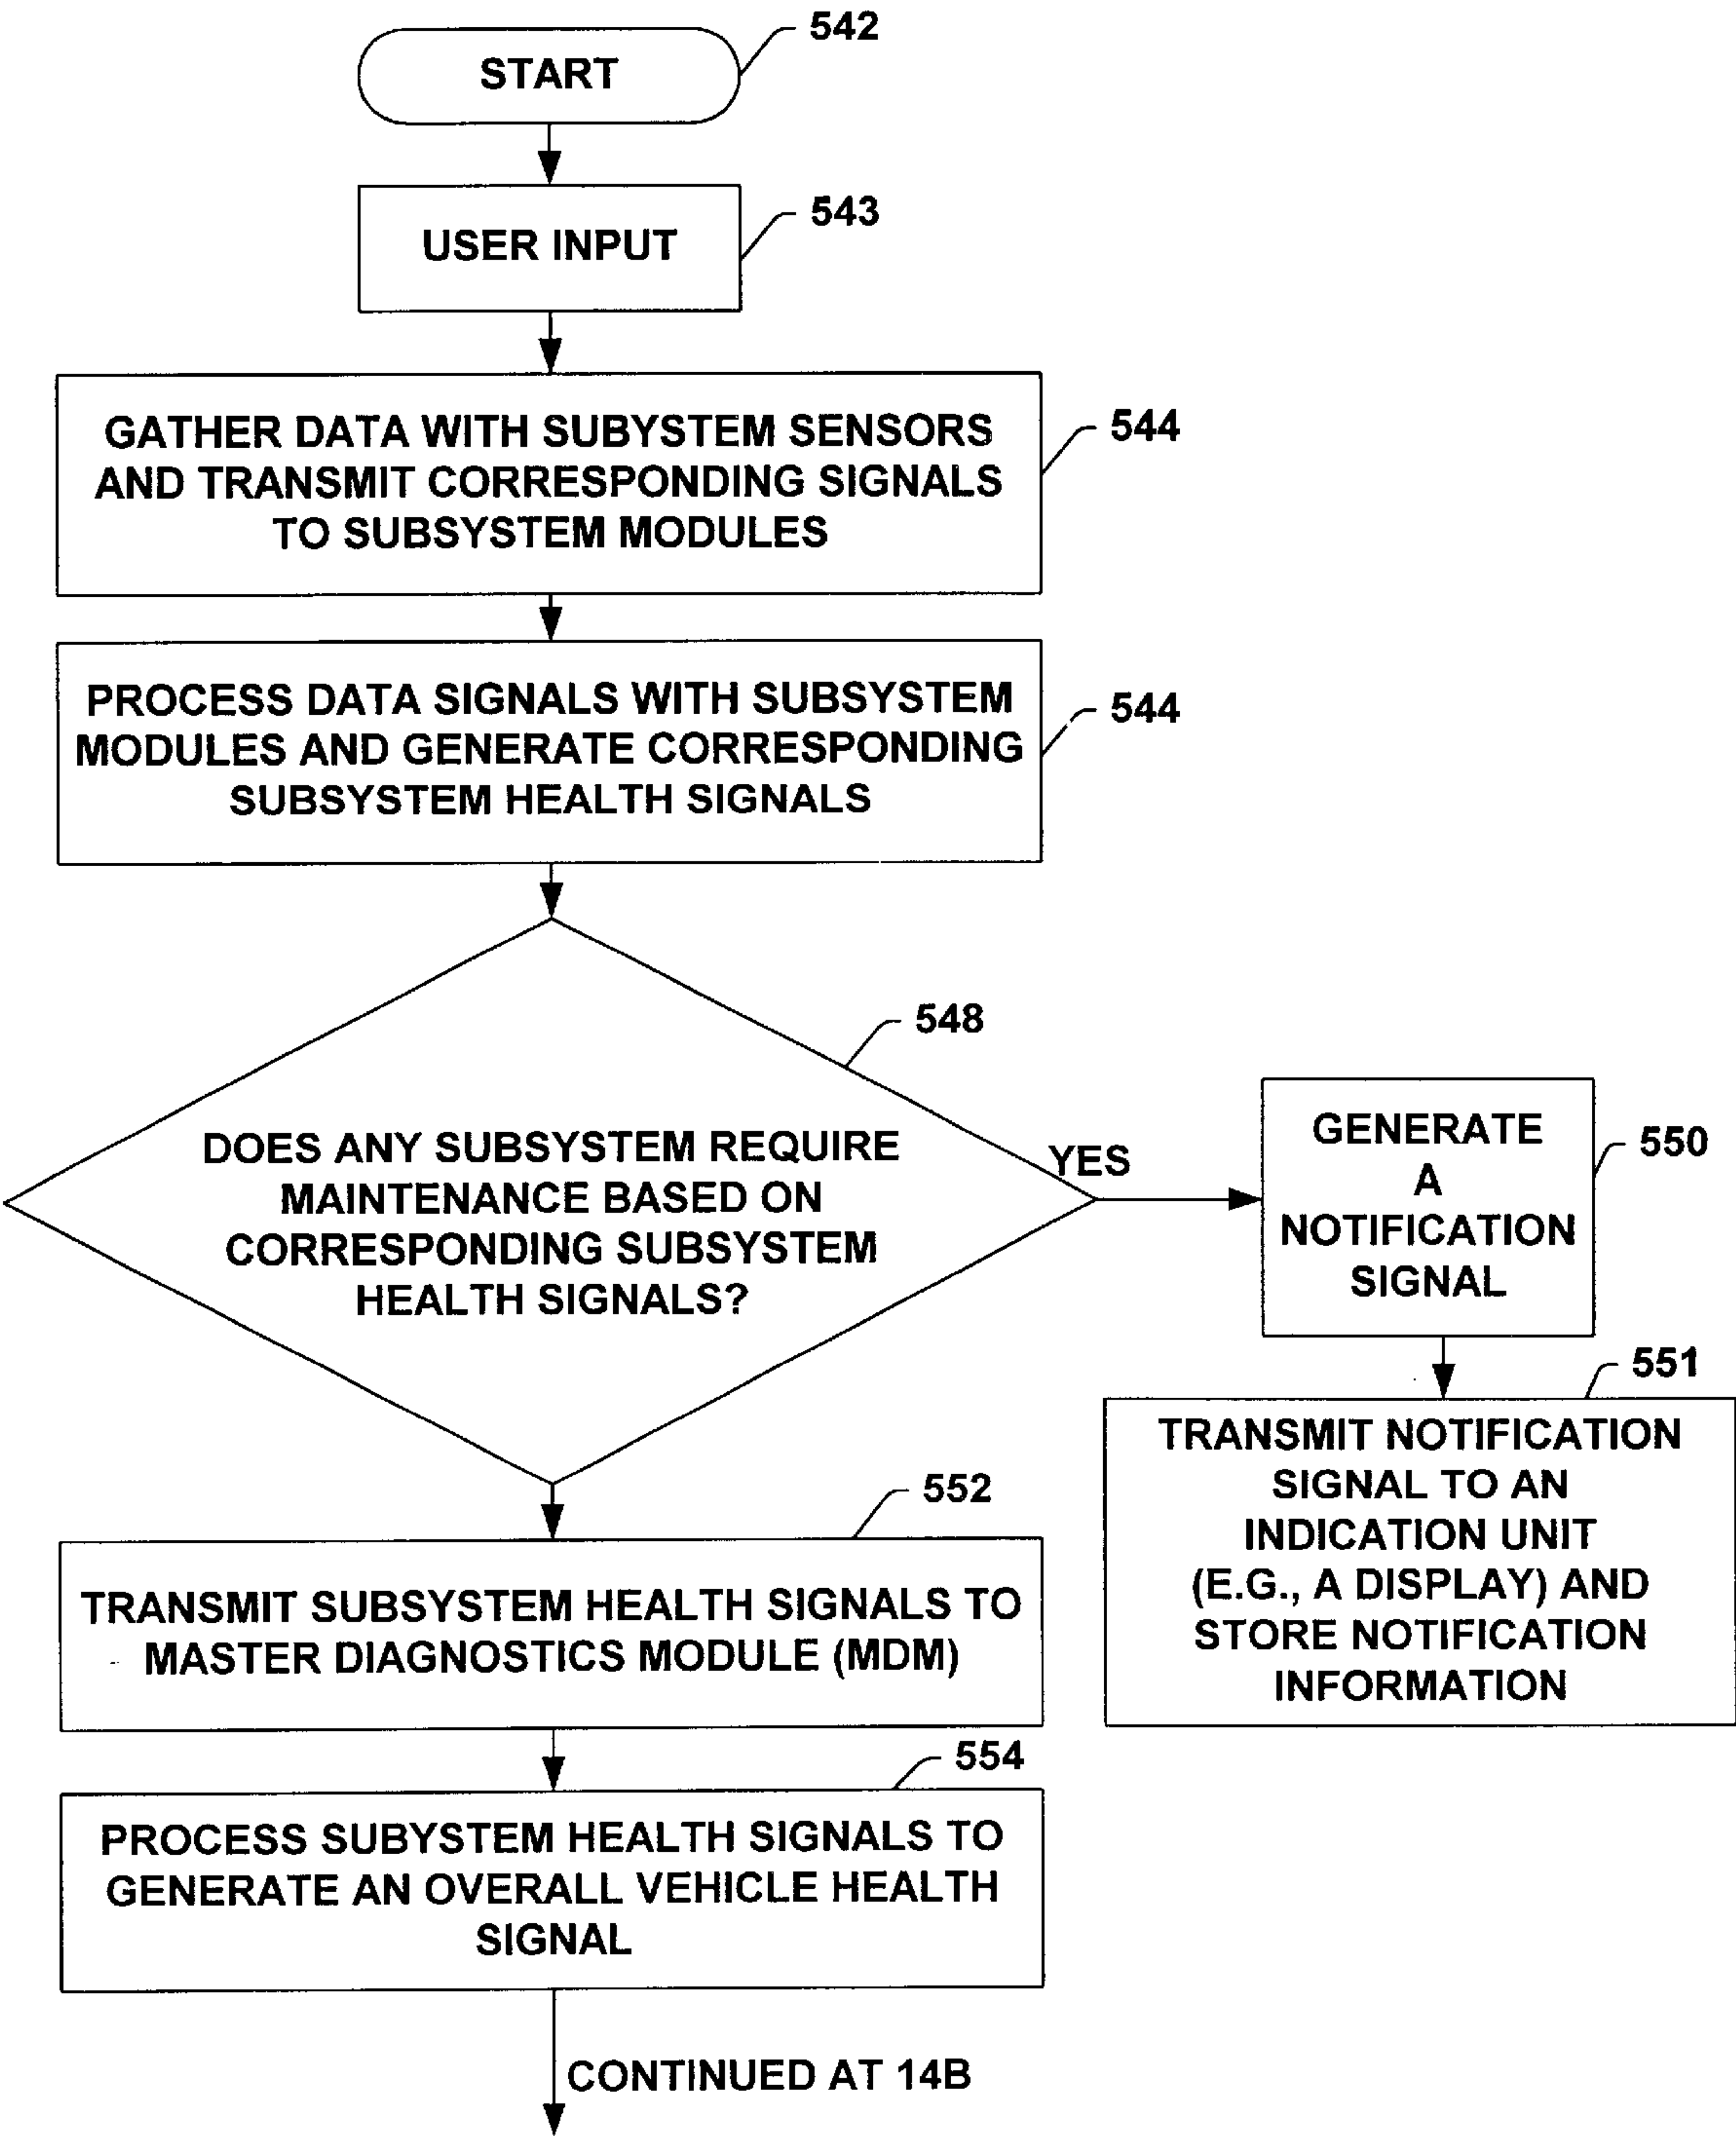 START
542
USER INPUT
543
GATHER DATA WITH SUBYSTEM SENSORS
AND TRANSMIT CORRESPONDING SIGNALS
TO SUBSYSTEM MODULES
544
PROCESS DATA SIGNALS WITH SUBSYSTEM
MODULES AND GENERATE CORRESPONDING
SUBSYSTEM HEALTH SIGNALS
544
548
DOES ANY SUBSYSTEM REQUIRE
MAINTENANCE BASED ON
CORRESPONDING SUBSYSTEM
HEALTH SIGNALS?
YES
GENERATE
A
NOTIFICATION
SIGNAL
550
551
TRANSMIT NOTIFICATION
SIGNAL TO AN
INDICATION UNIT
(E.G., A DISPLAY) AND
STORE NOTIFICATION
INFORMATION
552
TRANSMIT SUBSYSTEM HEALTH SIGNALS TO
MASTER DIAGNOSTICS MODULE (MDM)
554
PROCESS SUBYSTEM HEALTH SIGNALS TO
GENERATE AN OVERALL VEHICLE HEALTH
SIGNAL
CONTINUED AT 14B